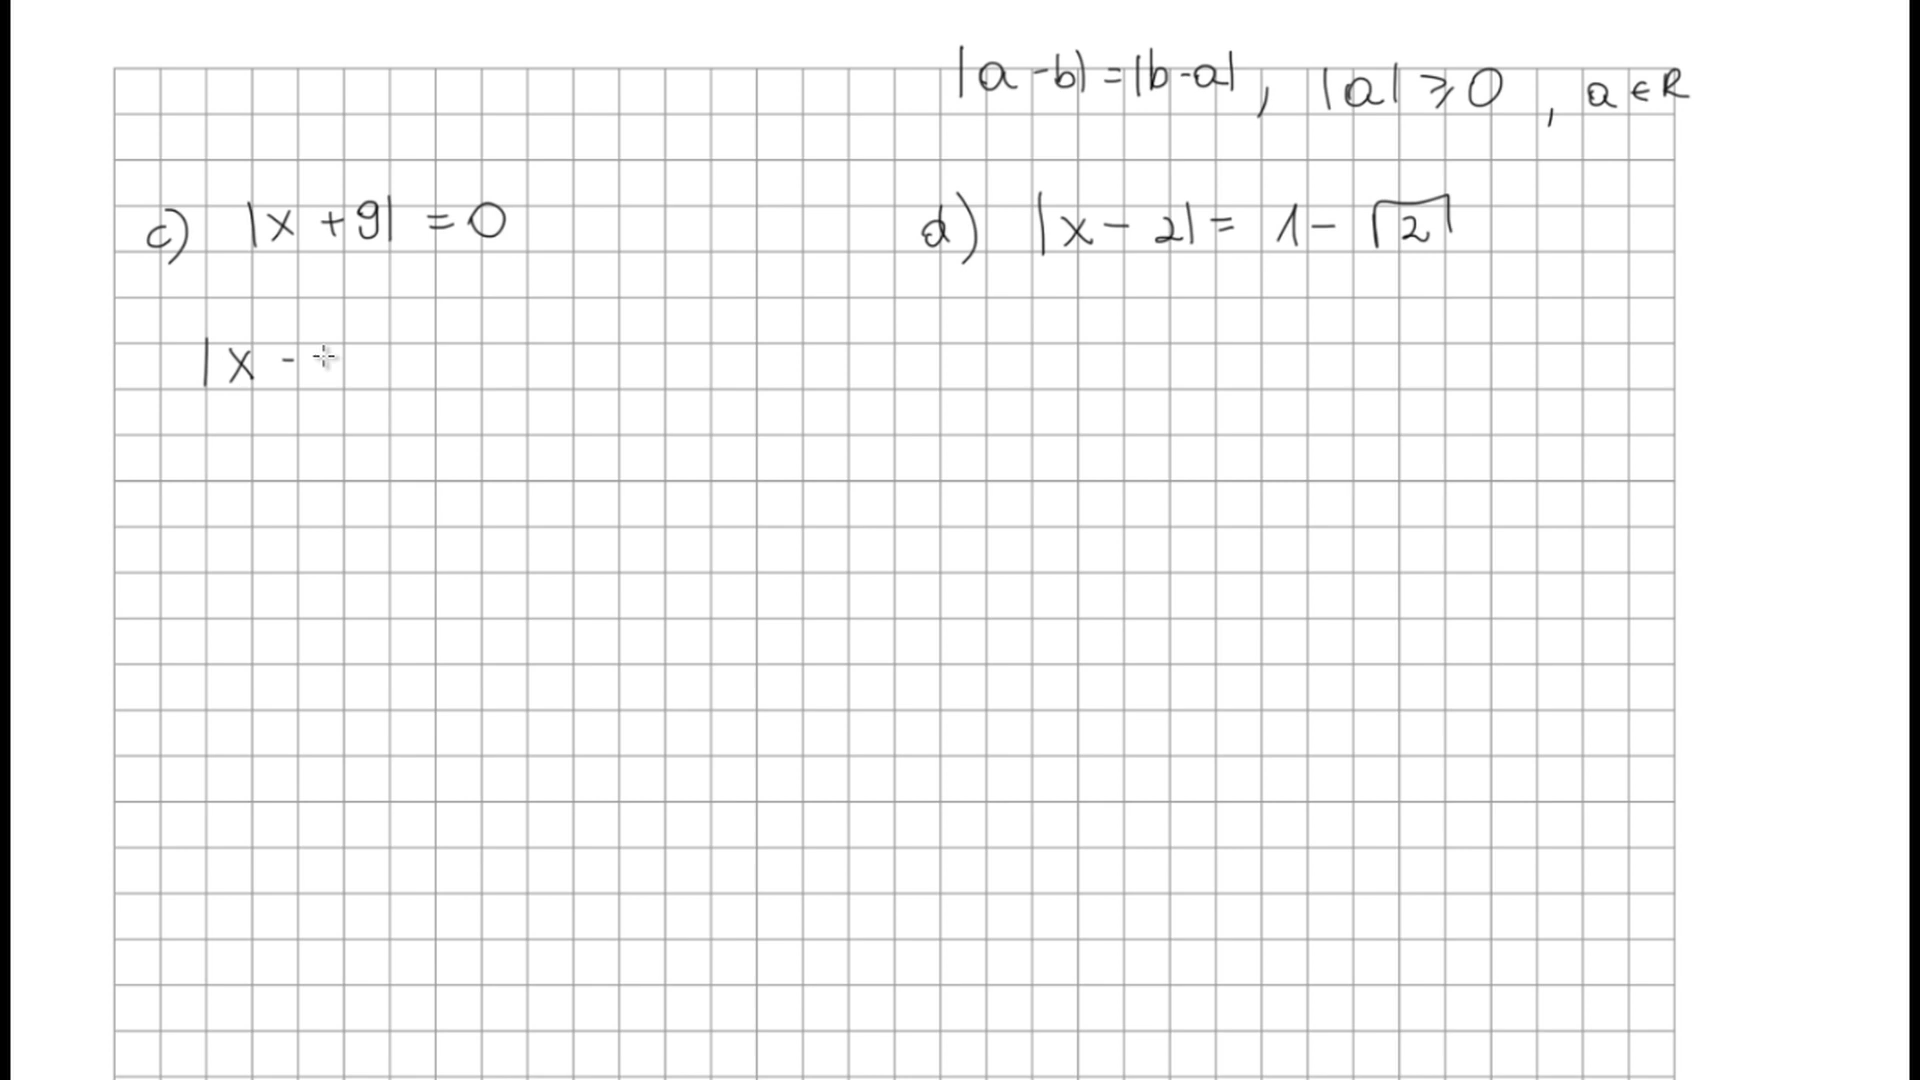 |a-b|=|b-a|, |a|⩾0, a∈R
c) |x+9|=0
d) |x-2|=1-√2
|x-